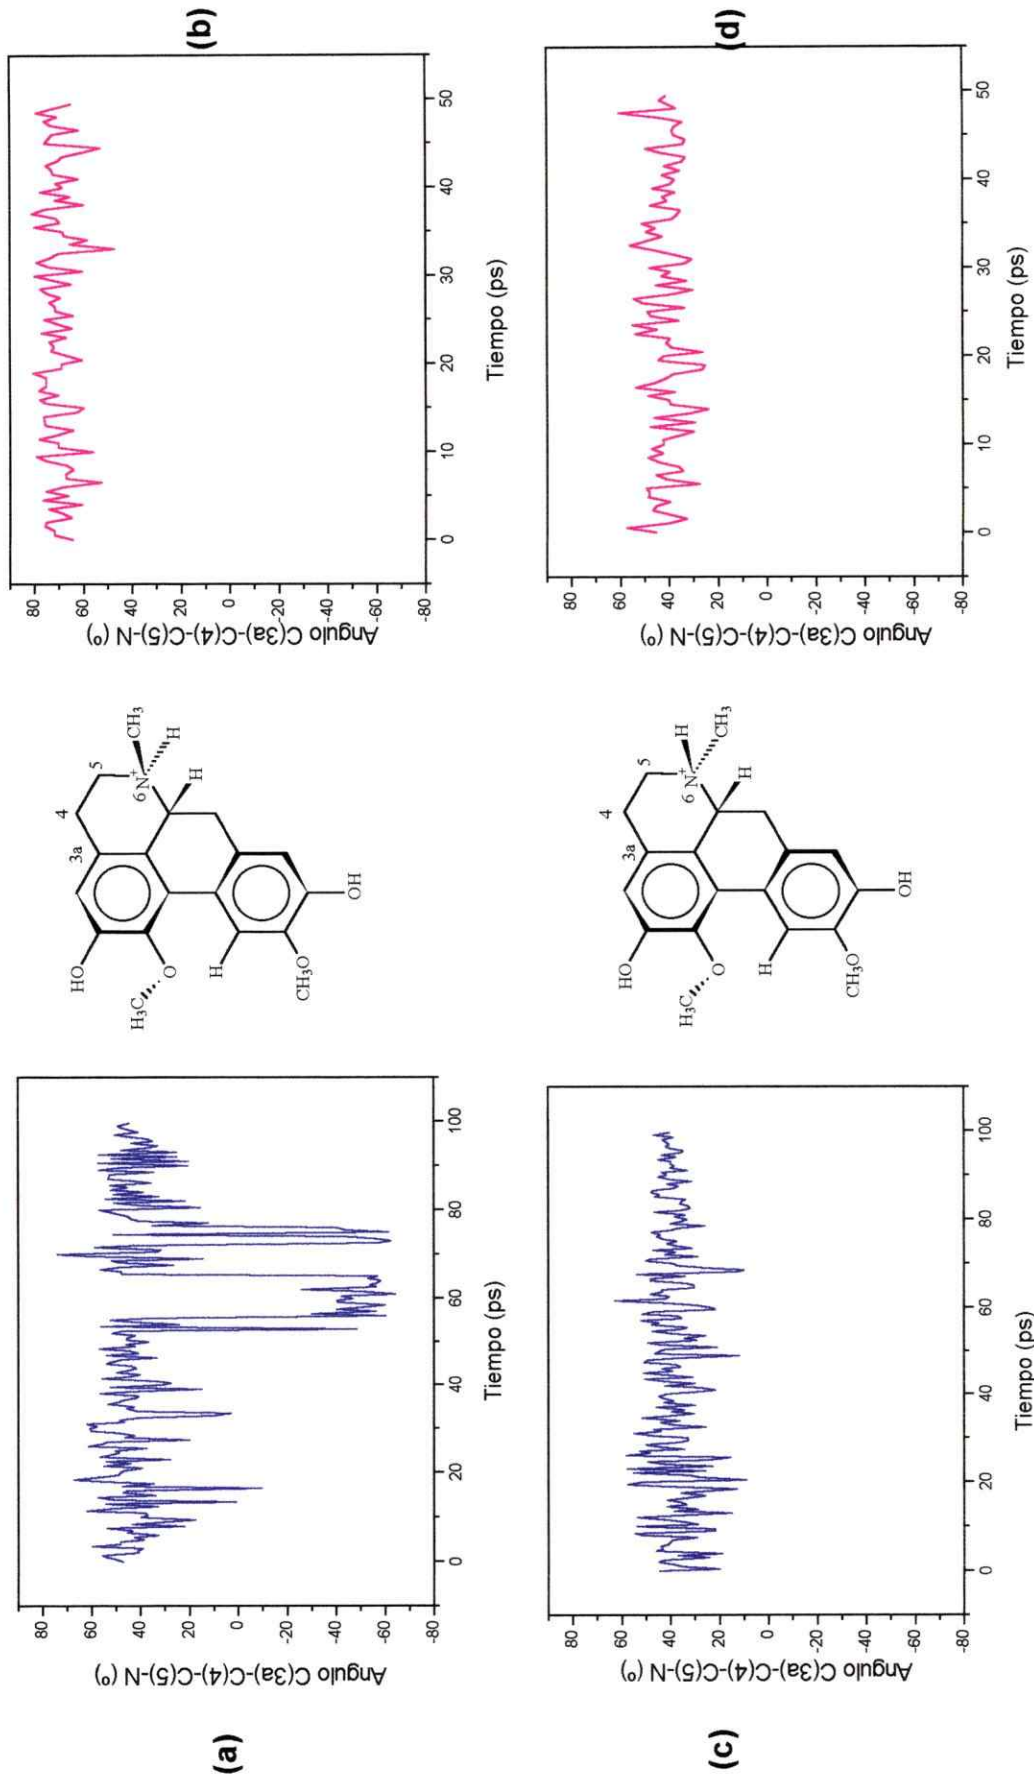 (a)
Angulo C(3a)-C(4)-C(5)-N (º)
80
60
40
20
0
-20
-40
-60
-80
0 20 40 60 80 100
Tiempo (ps)
HO
3a
4
5
H₃C
O
6
N⁺
CH₃
H
H
H
CH₃O
OH
(b)
Angulo C(3a)-C(4)-C(5)-N (º)
80
60
40
20
0
-20
-40
-60
-80
0 10 20 30 40 50
Tiempo (ps)
(c)
Angulo C(3a)-C(4)-C(5)-N (º)
80
60
40
20
0
-20
-40
-60
-80
0 20 40 60 80 100
Tiempo (ps)
HO
3a
4
5
H₃C
O
6
N⁺
H
CH₃
H
H
CH₃O
OH
(d)
Angulo C(3a)-C(4)-C(5)-N (º)
80
60
40
20
0
-20
-40
-60
-80
0 10 20 30 40 50
Tiempo (ps)